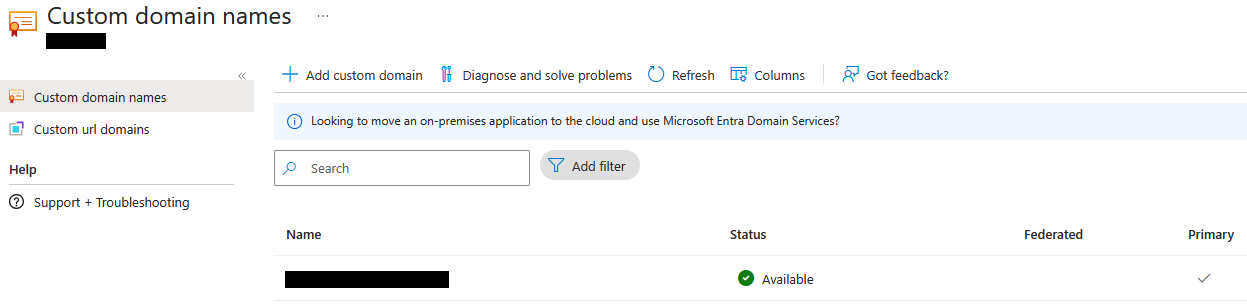 Custom domain names ...
Custom domain names
Custom url domains
Help
Support + Troubleshooting
Add custom domain
Diagnose and solve problems
Refresh
Columns
Got feedback?
Looking to move an on-premises application to the cloud and use Microsoft Entra Domain Services?
Search
Add filter
Name Status Federated Primary
Available